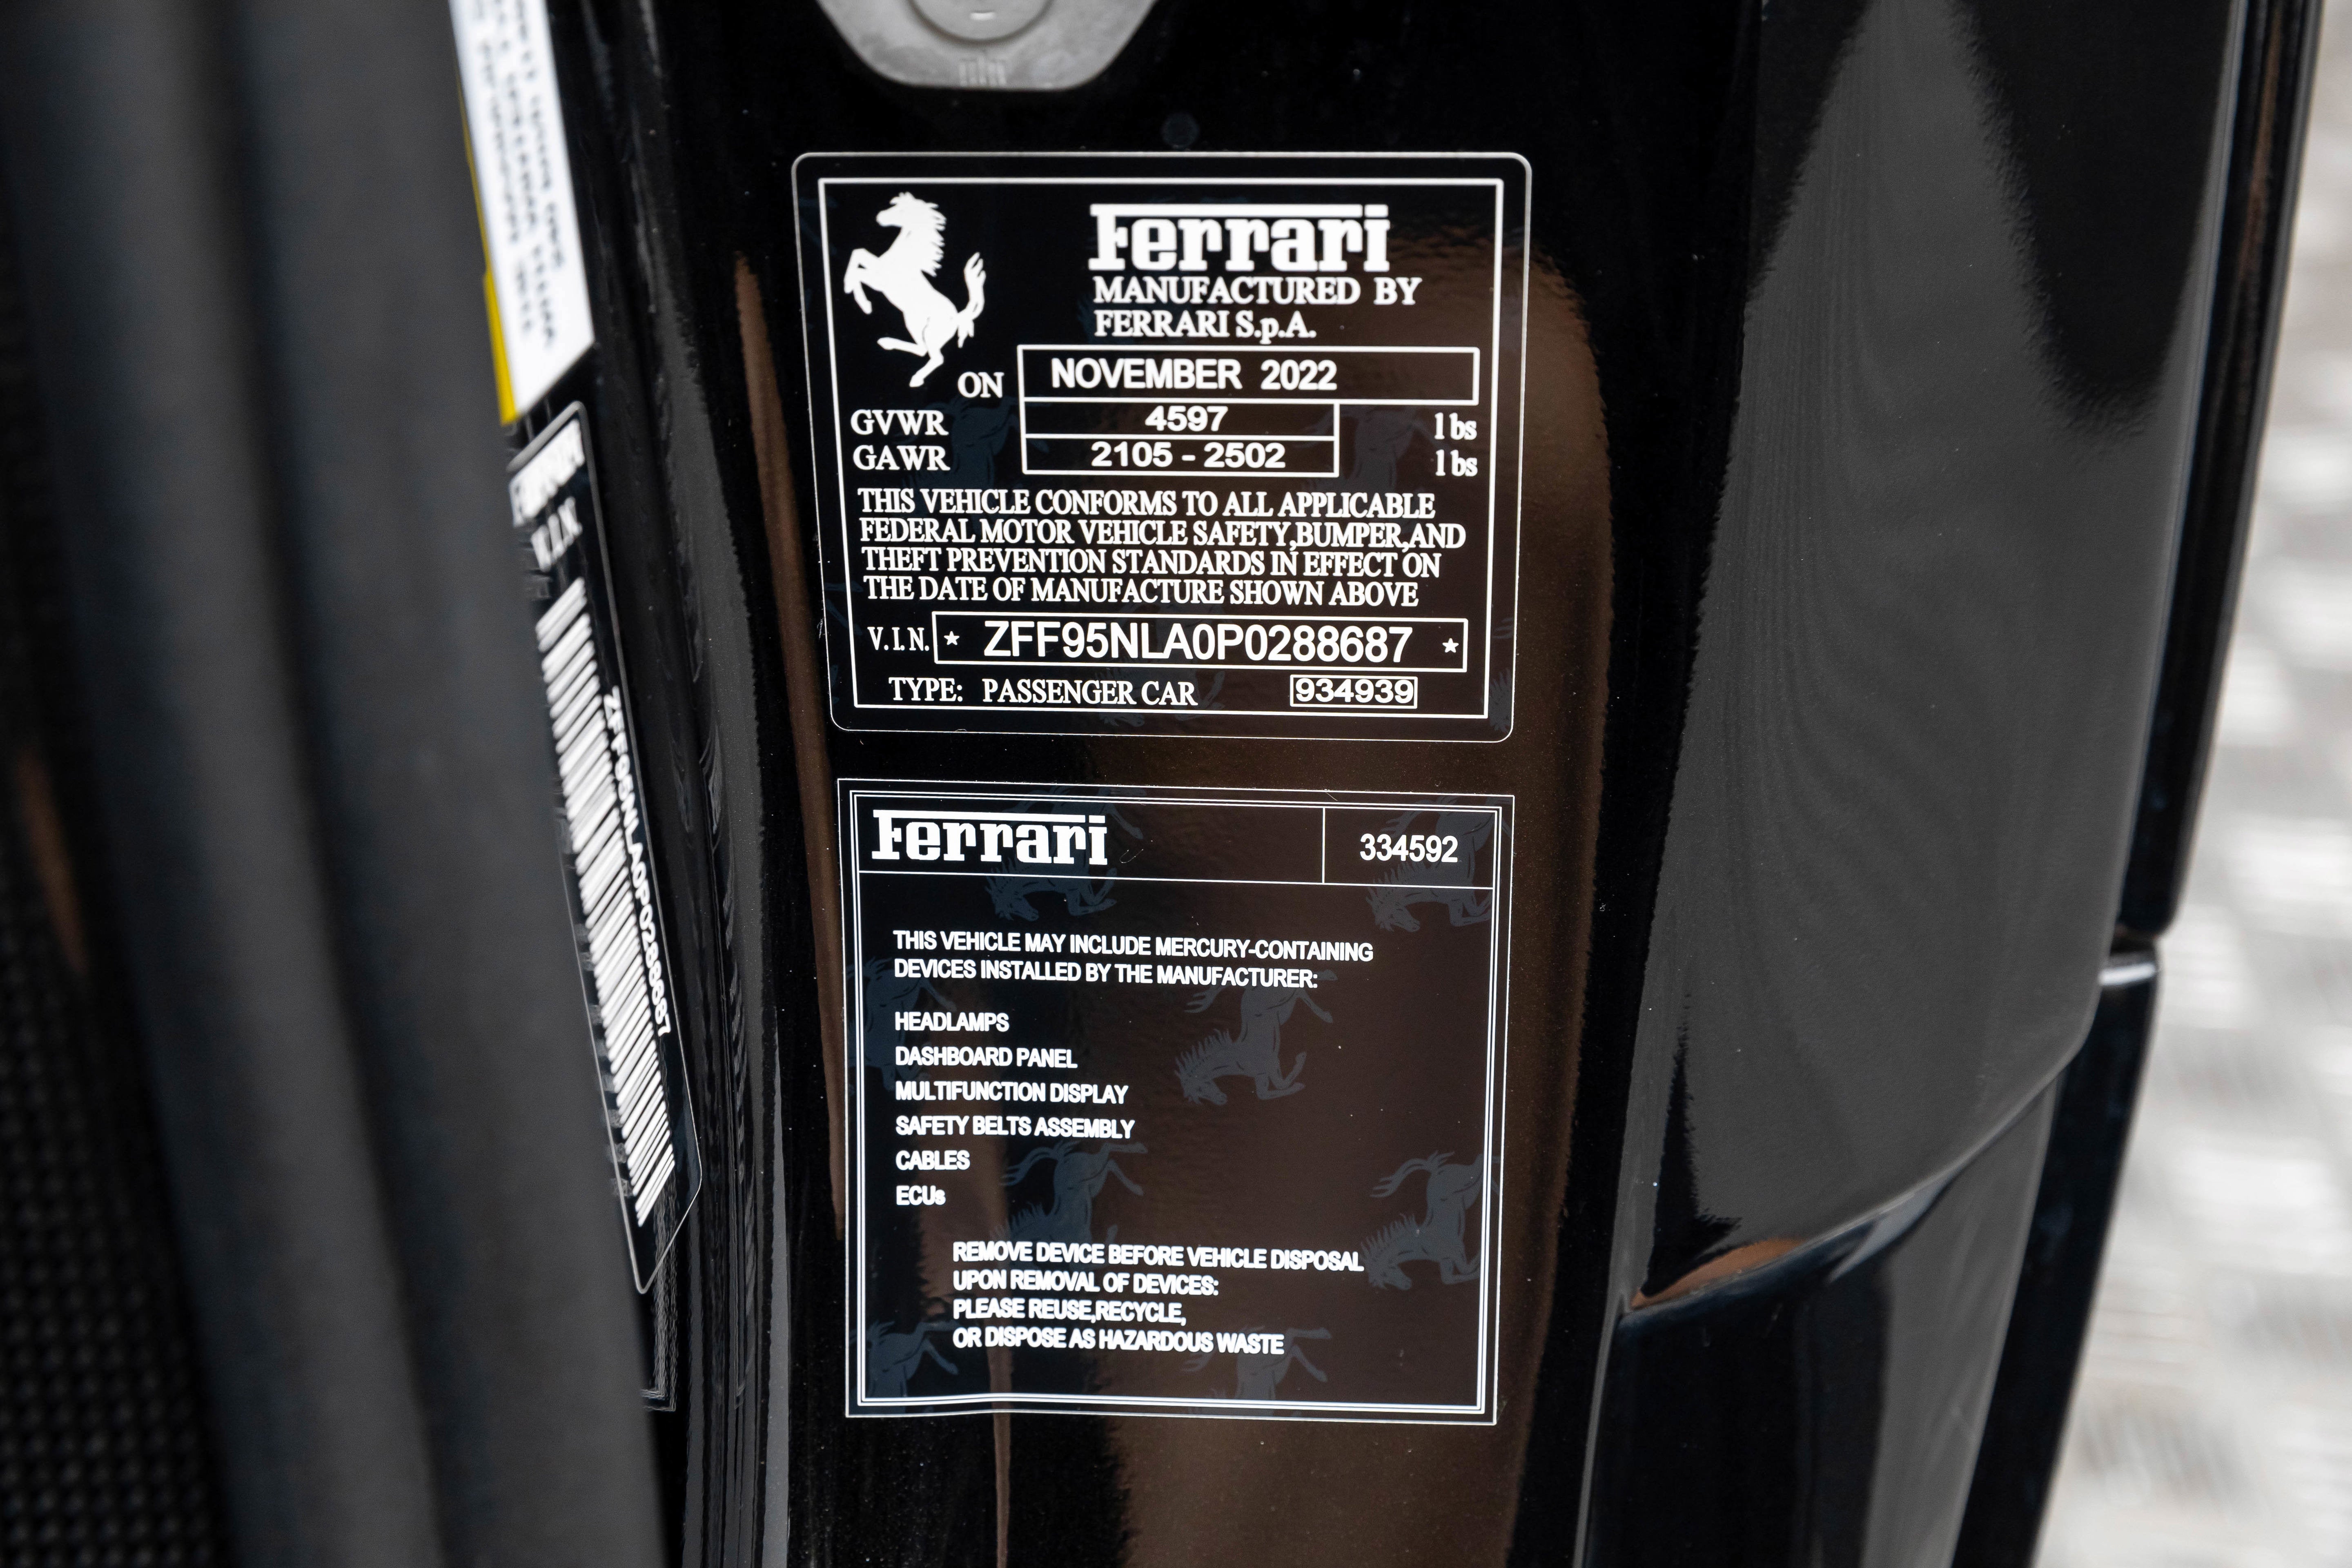 Ferrari
MANUFACTURED BY
FERRARI S.p.A.
ON NOVEMBER 2022
GVWR 4597 lbs
GAWR 2105 - 2502 lbs
THIS VEHICLE CONFORMS TO ALL APPLICABLE
FEDERAL MOTOR VEHICLE SAFETY,BUMPER,AND
THEFT PREVENTION STANDARDS IN EFFECT ON
THE DATE OF MANUFACTURE SHOWN ABOVE
V.I.N. ★ ZFF95NLA0P0288687 ★
TYPE: PASSENGER CAR 934939
Ferrari 334592
THIS VEHICLE MAY INCLUDE MERCURY-CONTAINING
DEVICES INSTALLED BY THE MANUFACTURER:
HEADLAMPS
DASHBOARD PANEL
MULTIFUNCTION DISPLAY
SAFETY BELTS ASSEMBLY
CABLES
ECUs
REMOVE DEVICE BEFORE VEHICLE DISPOSAL
UPON REMOVAL OF DEVICES:
PLEASE REUSE,RECYCLE,
OR DISPOSE AS HAZARDOUS WASTE
Ferrari
V.I.N.
ZFF95NLA0P0288687